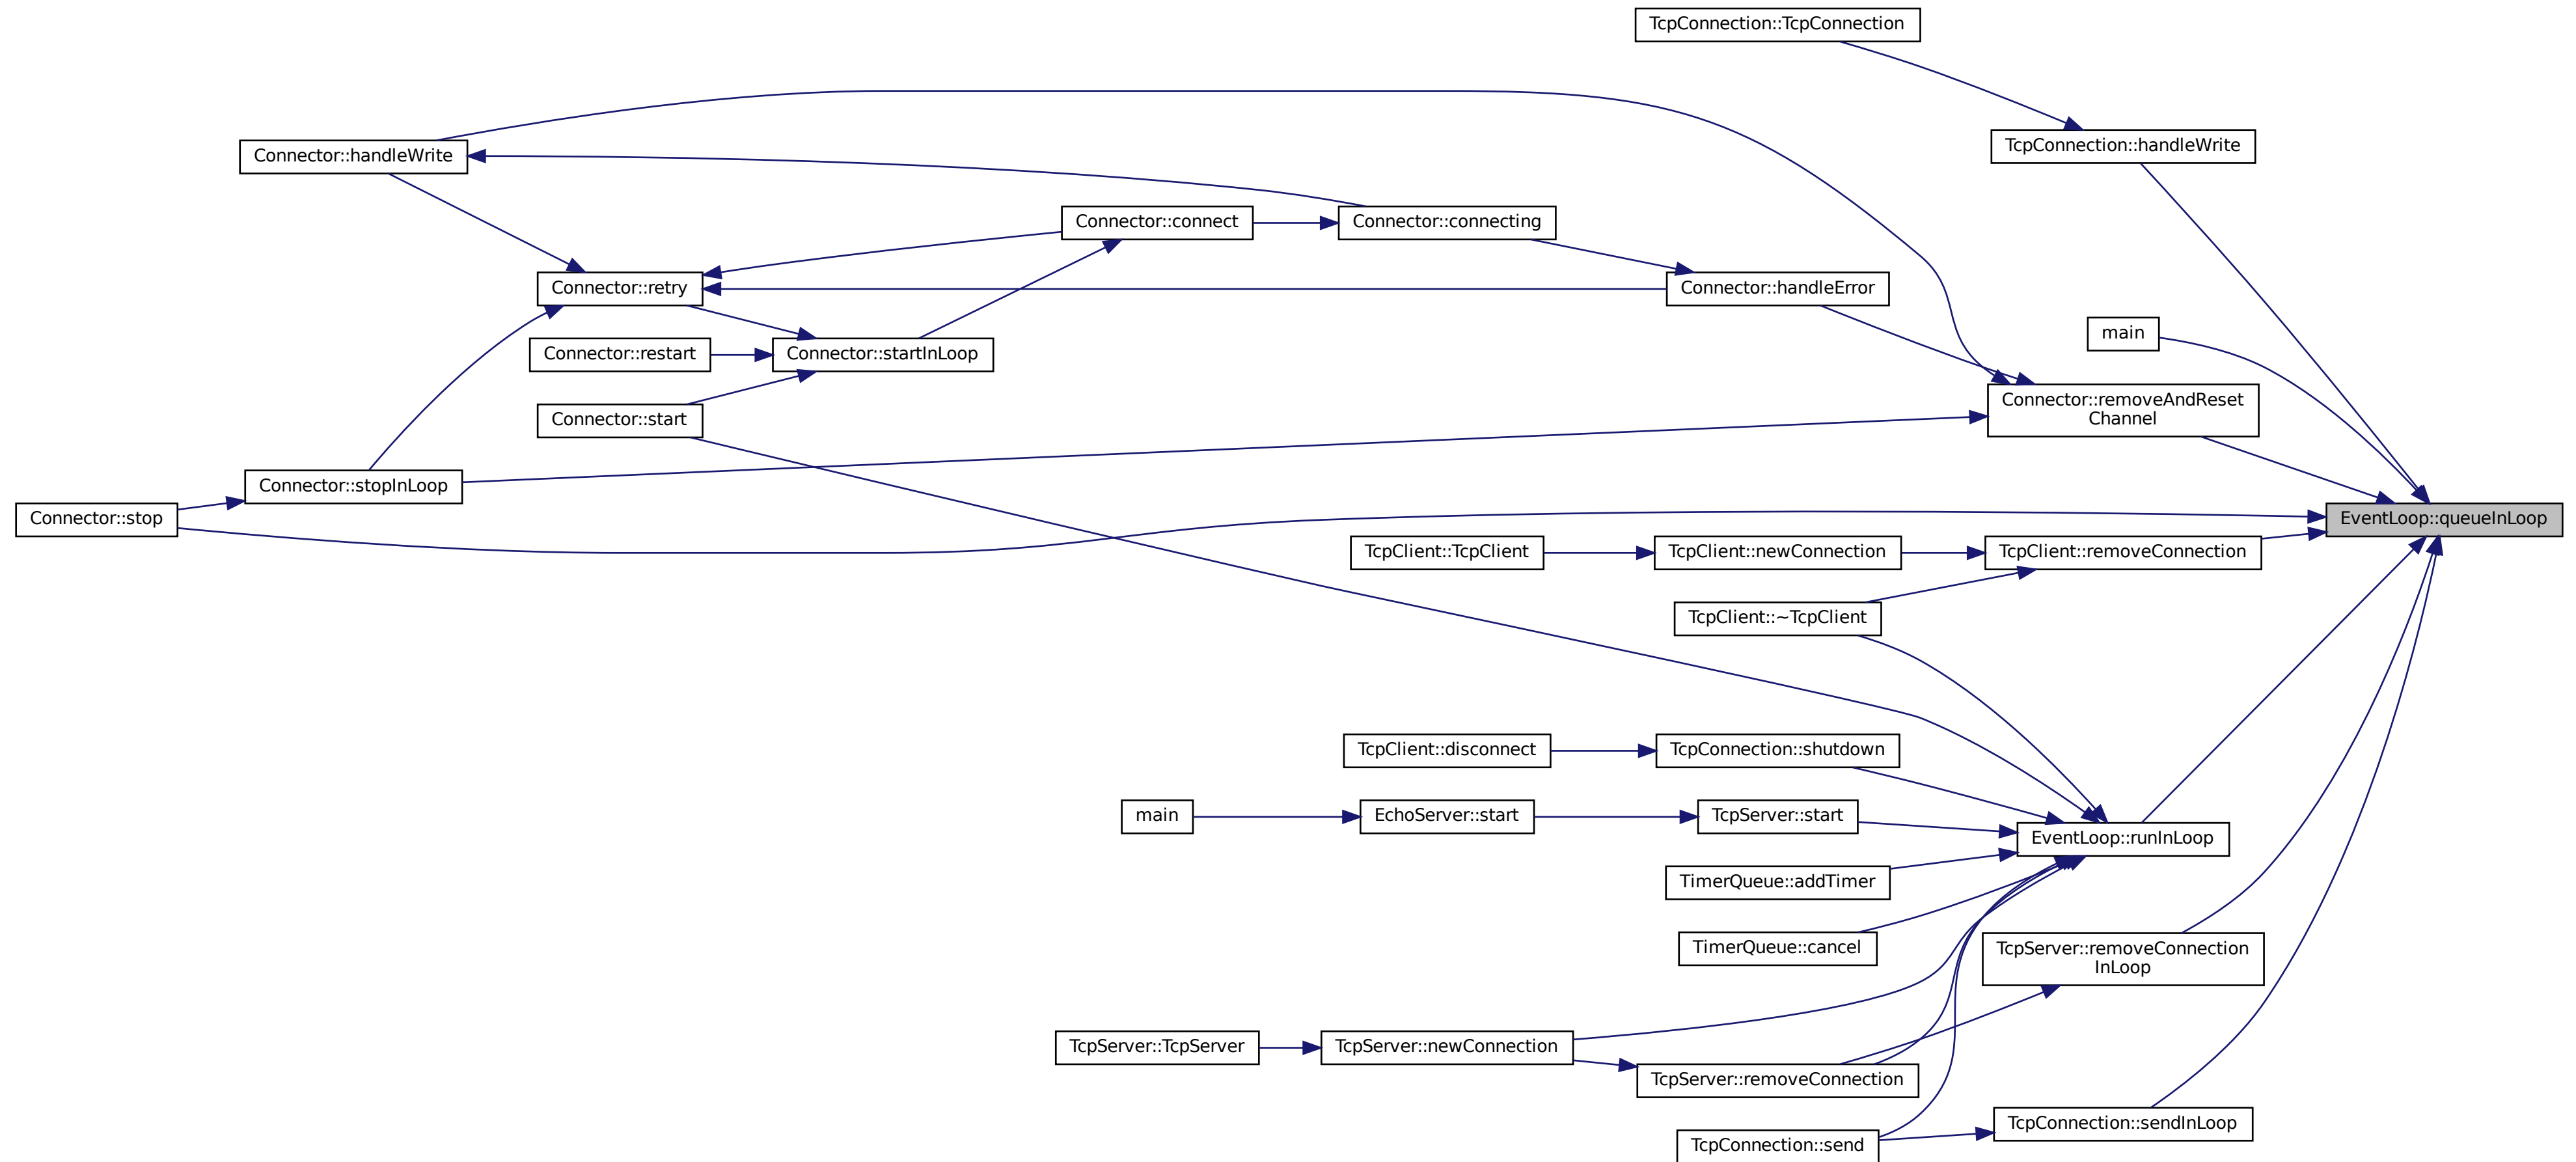 TcpConnection::TcpConnection
TcpConnection::handleWrite
Connector::handleWrite
Connector::connect
Connector::connecting
Connector::retry
Connector::handleError
main
Connector::restart
Connector::startInLoop
Connector::removeAndReset
Channel
Connector::start
Connector::stopInLoop
Connector::stop
EventLoop::queueInLoop
TcpClient::TcpClient
TcpClient::newConnection
TcpClient::removeConnection
TcpClient::~TcpClient
TcpClient::disconnect
TcpConnection::shutdown
main
EchoServer::start
TcpServer::start
EventLoop::runInLoop
TimerQueue::addTimer
TimerQueue::cancel
TcpServer::removeConnection
InLoop
TcpServer::TcpServer
TcpServer::newConnection
TcpServer::removeConnection
TcpConnection::sendInLoop
TcpConnection::send